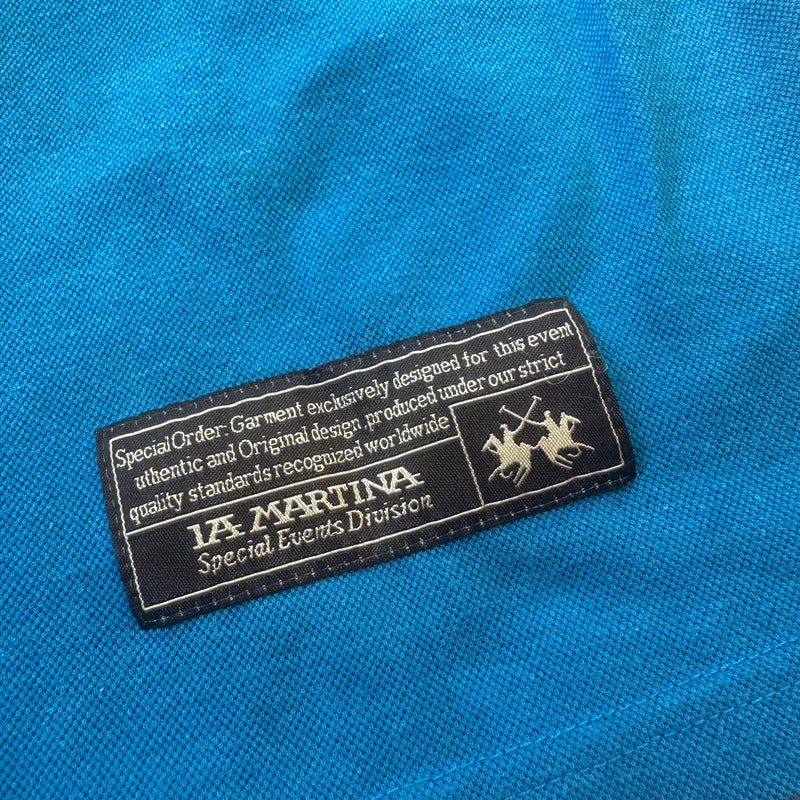 Special Order: Garment exclusively designed for this event
uthentic and Original design ,produced under our strict
quality standards recognized worldwide
LA MARTINA
Special Events Division